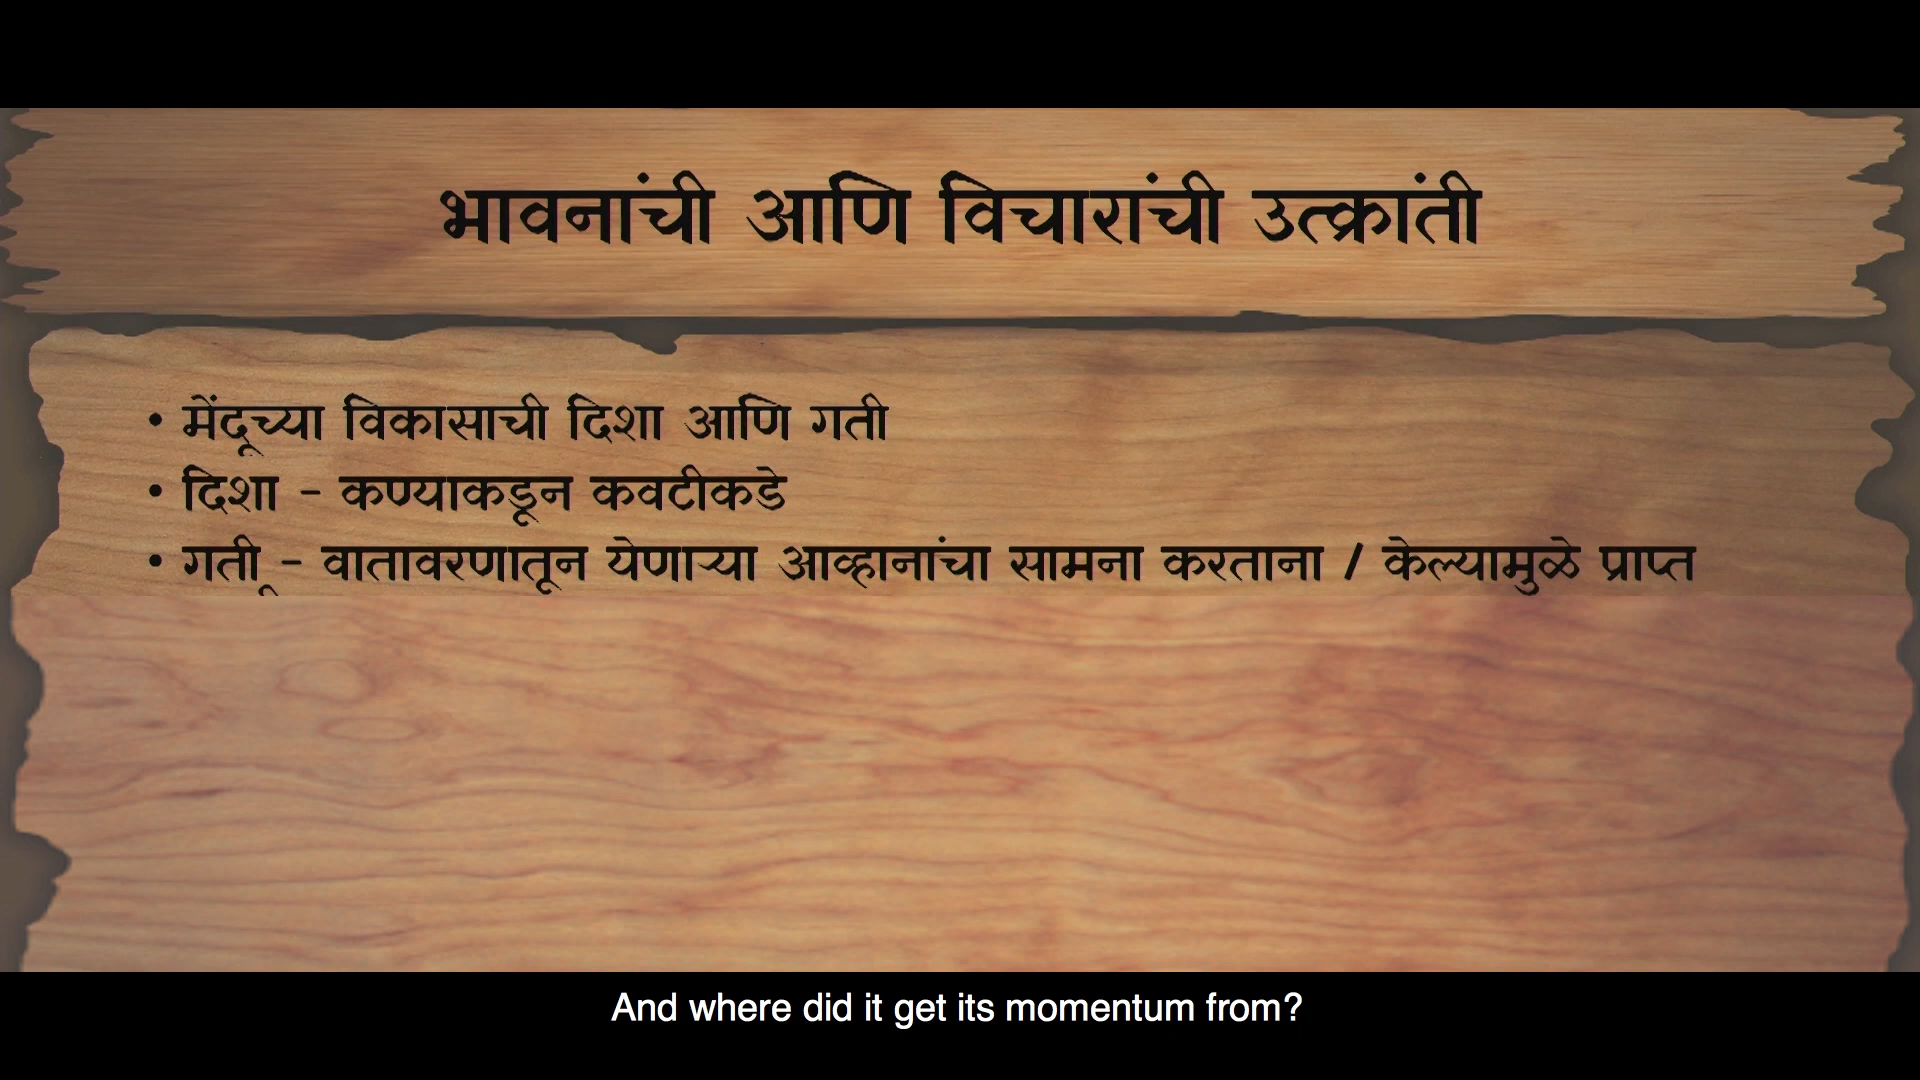 भावनांची आणि विचारांची उत्क्रांती
• मेंदूच्या विकासाची दिशा आणि गती
• दिशा - कण्याकडून कवटीकडे
• गती - वातावरणातून येणाऱ्या आव्हानांचा सामना करताना / केल्यामुळे प्राप्त
And where did it get its momentum from?